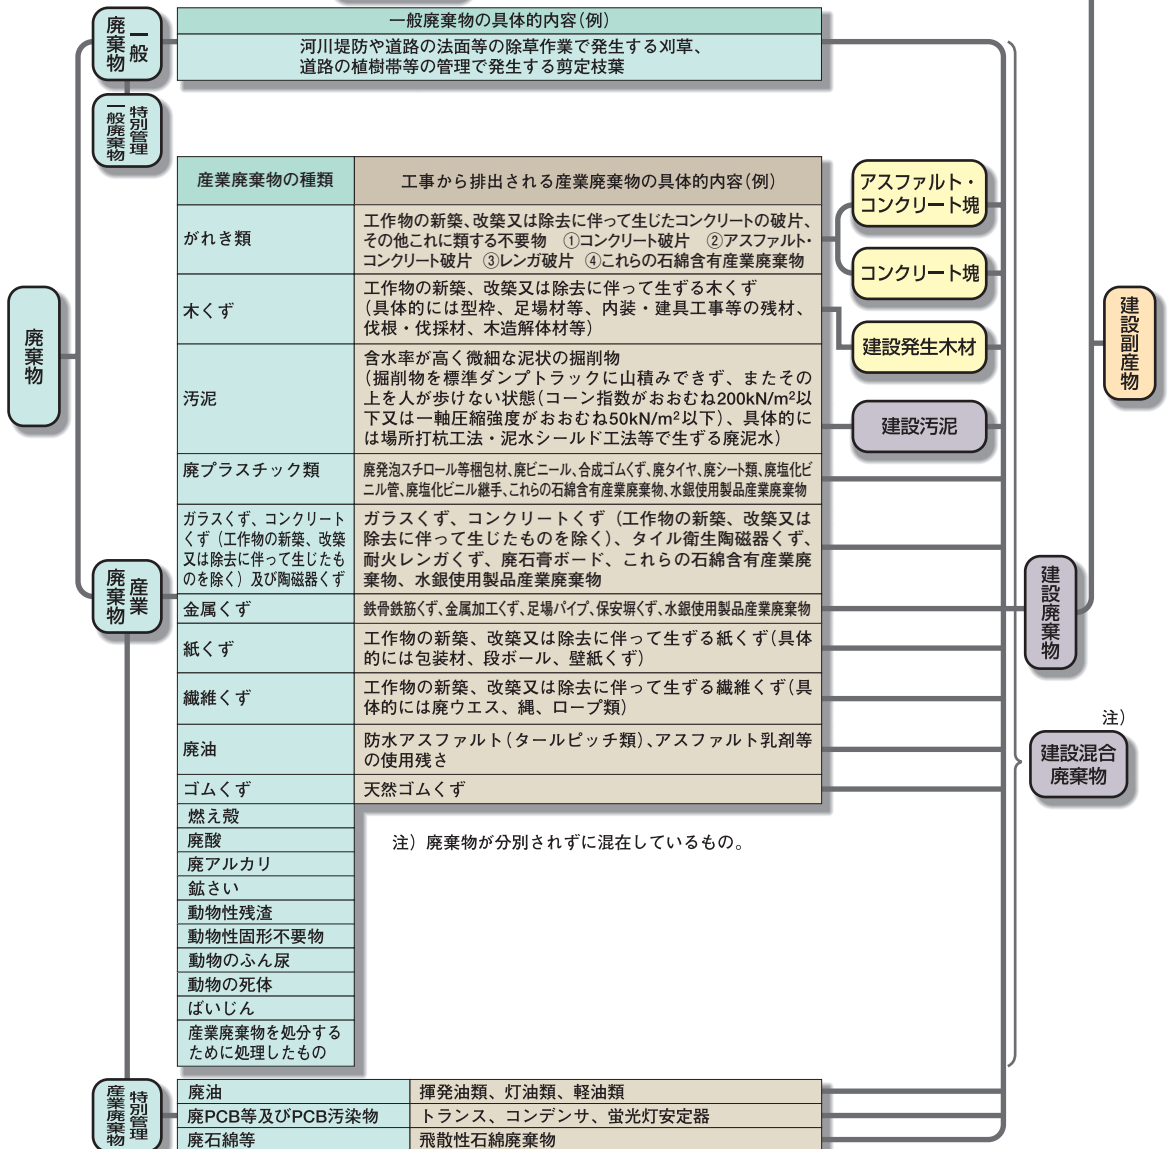 一般廃棄物
一般廃棄物の具体的内容(例)
河川堤防や道路の法面等の除草作業で発生する刈草、
道路の植樹帯等の管理で発生する剪定枝葉
特別管理
一般廃棄物
産業廃棄物の種類
工事から排出される産業廃棄物の具体的内容(例)
がれき類
工作物の新築、改築又は除去に伴って生じたコンクリートの破片、
その他これに類する不要物 ①コンクリート破片 ②アスファルト・
コンクリート破片 ③レンガ破片 ④これらの石綿含有産業廃棄物
アスファルト・
コンクリート塊
コンクリート塊
木くず
工作物の新築、改築又は除去に伴って生ずる木くず
(具体的には型枠、足場材等、内装・建具工事等の残材、
伐根・伐採材、木造解体材等)
建設発生木材
汚泥
含水率が高く微細な泥状の掘削物
(掘削物を標準ダンプトラックに山積みできず、またその
上を人が歩けない状態(コーン指数がおおむね200kN/m²以
下又は一軸圧縮強度がおおむね50kN/m²以下)、具体的に
は場所打杭工法・泥水シールド工法等で生ずる廃泥水)
建設汚泥
廃棄物
建設副産物
廃プラスチック類
廃発泡スチロール等梱包材、廃ビニール、合成ゴムくず、廃タイヤ、廃シート類、廃塩化ビ
ニル管、廃塩化ビニル継手、これらの石綿含有産業廃棄物、水銀使用製品産業廃棄物
ガラスくず、コンクリート
くず(工作物の新築、改築
又は除去に伴って生じたも
のを除く)及び陶磁器くず
ガラスくず、コンクリートくず(工作物の新築、改築又は
除去に伴って生じたものを除く)、タイル衛生陶磁器くず、
耐火レンガくず、廃石膏ボード、これらの石綿含有産業廃
棄物、水銀使用製品産業廃棄物
産業
廃棄物
金属くず
鉄骨鉄筋くず、金属加工くず、足場パイプ、保安塀くず、水銀使用製品産業廃棄物
建設廃棄物
紙くず
工作物の新築、改築又は除去に伴って生ずる紙くず(具体
的には包装材、段ボール、壁紙くず)
繊維くず
工作物の新築、改築又は除去に伴って生ずる繊維くず(具
体的には廃ウエス、縄、ロープ類)
廃油
防水アスファルト(タールピッチ類)、アスファルト乳剤等
の使用残さ
注)
建設混合
廃棄物
ゴムくず
天然ゴムくず
燃え殻
廃酸
廃アルカリ
鉱さい
動物性残渣
動物性固形不要物
動物のふん尿
動物の死体
ばいじん
産業廃棄物を処分する
ために処理したもの
注)廃棄物が分別されずに混在しているもの。
特別管理
産業廃棄物
廃油
揮発油類、灯油類、軽油類
廃PCB等及びPCB汚染物
トランス、コンデンサ、蛍光灯安定器
廃石綿等
飛散性石綿廃棄物